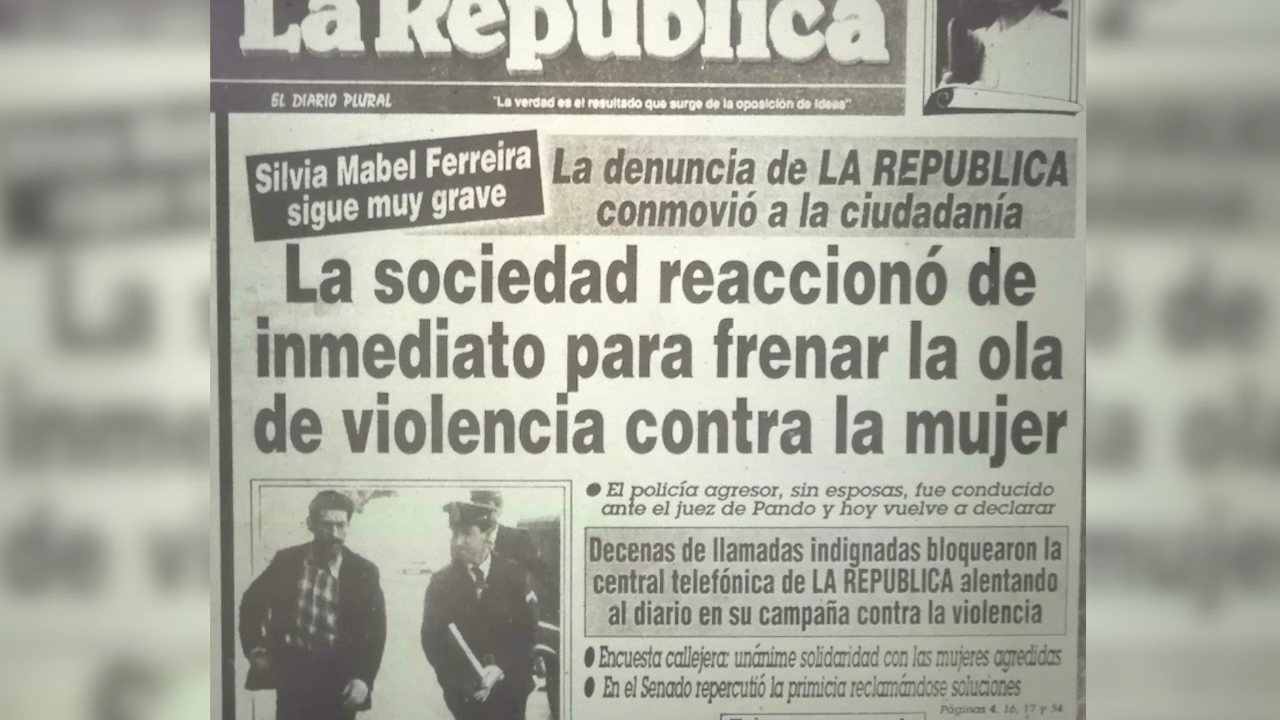 La República
EL DIARIO PLURAL
"La verdad es el resultado que surge de la oposición de ideas"
Silvia Mabel Ferreira
sigue muy grave
La denuncia de LA REPUBLICA
conmovió a la ciudadanía
La sociedad reaccionó de
inmediato para frenar la ola
de violencia contra la mujer
● El policía agresor, sin esposas, fue conducido
ante el juez de Pando y hoy vuelve a declarar
Decenas de llamadas indignadas bloquearon la
central telefónica de LA REPUBLICA alentando
al diario en su campaña contra la violencia
● Encuesta callejera: unánime solidaridad con las mujeres agredidas
● En el Senado repercutió la primicia reclamándose soluciones
Páginas 4, 16, 17 y 34